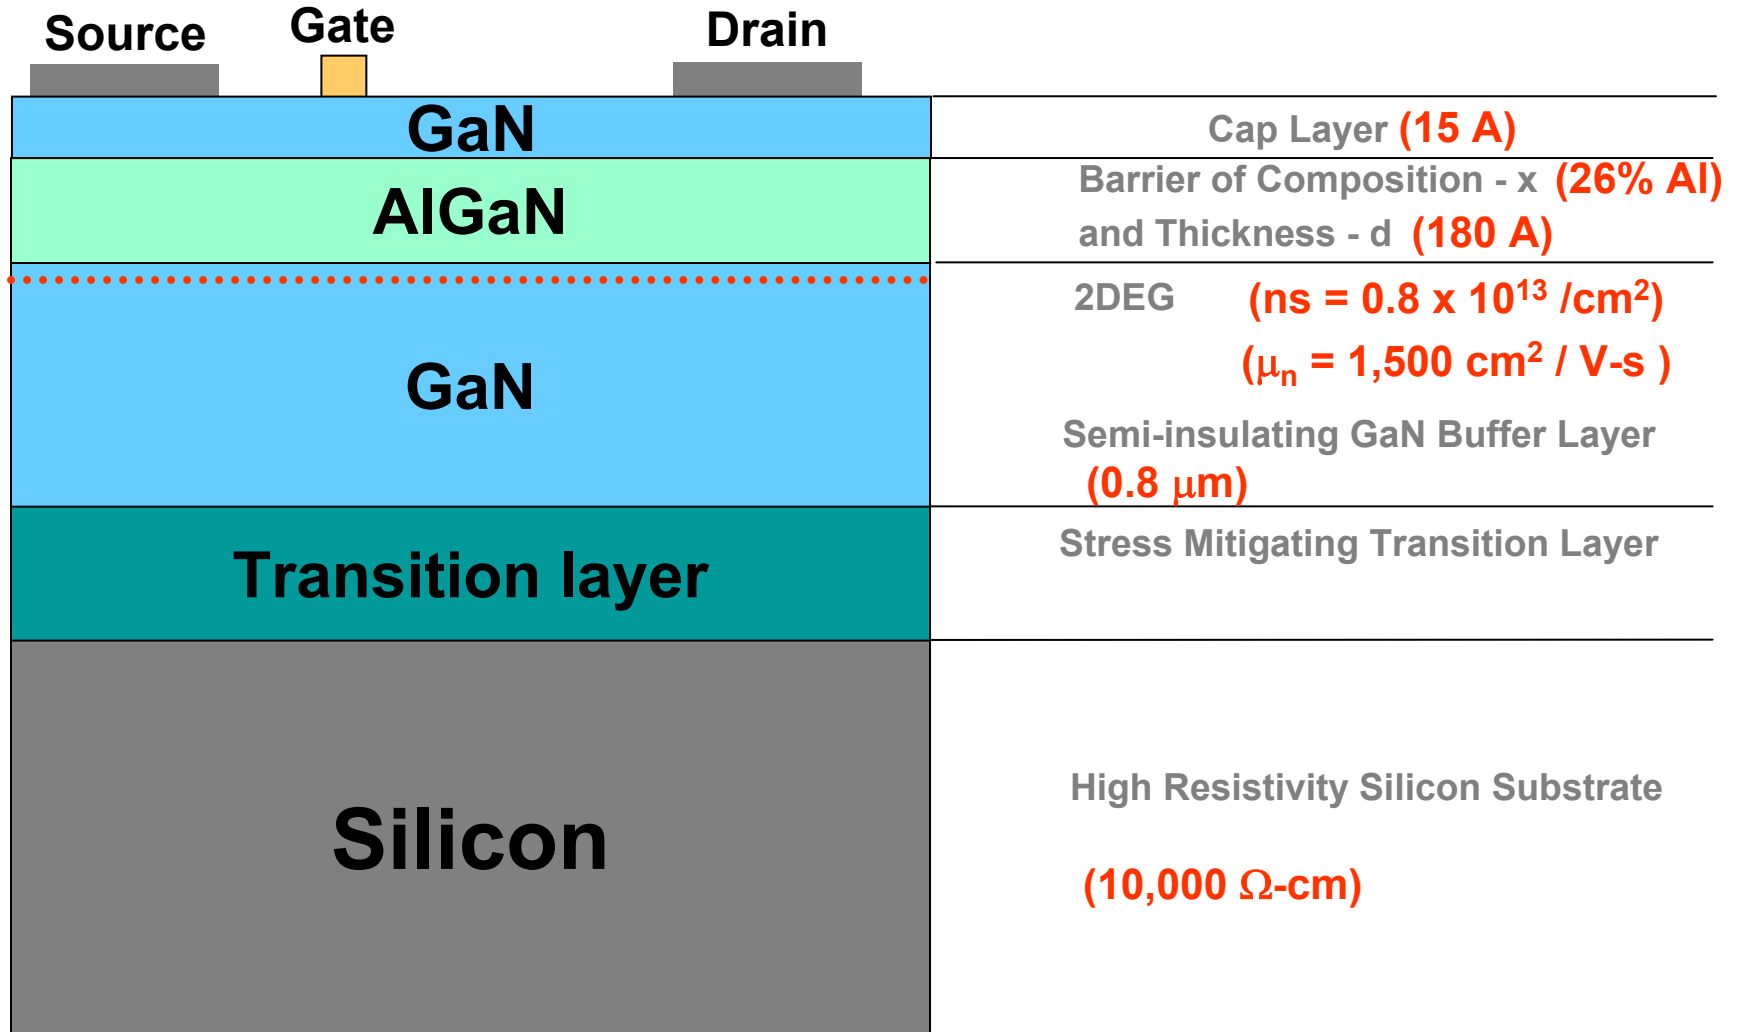 Source Gate Drain
GaN
Cap Layer (15 A)
AlGaN
Barrier of Composition - x (26% Al)
and Thickness - d (180 A)
2DEG (ns = 0.8 x 10¹³ /cm²)
(μₙ = 1,500 cm² / V-s )
GaN
Semi-insulating GaN Buffer Layer
(0.8 μm)
Transition layer
Stress Mitigating Transition Layer
Silicon
High Resistivity Silicon Substrate
(10,000 Ω-cm)